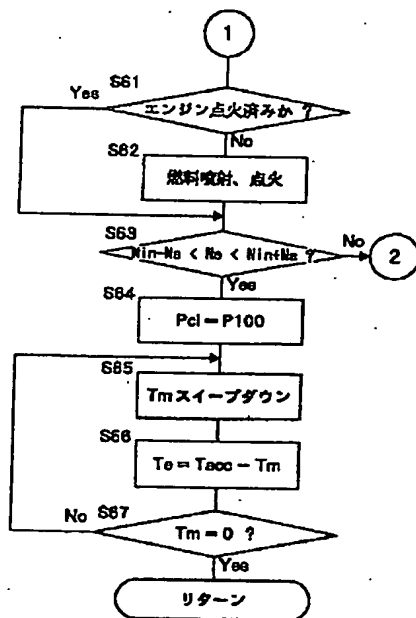 1
S61
Yes
エンジン点火済みか ?
No
S62
燃料噴射、点火
S63
Nin-Ns < Ne < Nin+Ns ?
No
2
Yes
S64
Pcl = P100
S65
Tmスイープダウン
S66
Te = Tacc - Tm
No
S67
Tm = 0 ?
Yes
リターン